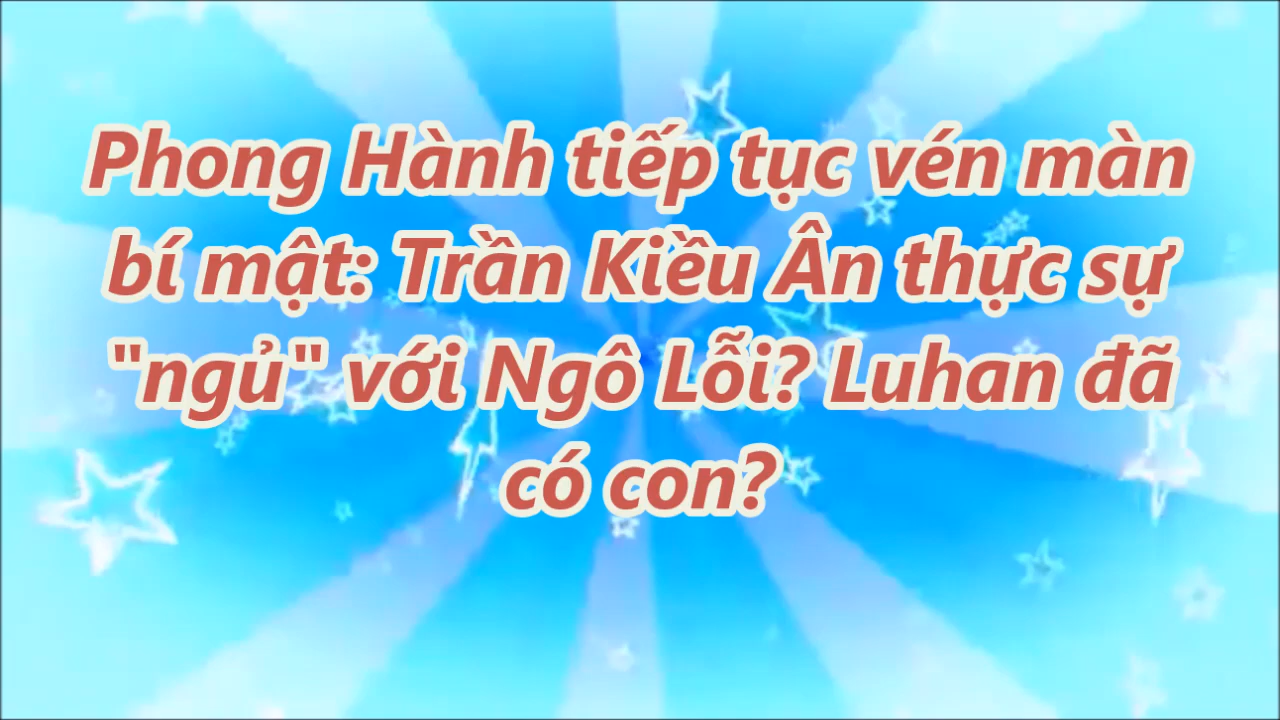 Phong Hành tiếp tục vén màn
bí mật: Trần Kiều Ân thực sự
"ngủ" với Ngô Lỗi? Luhan đã
có con?